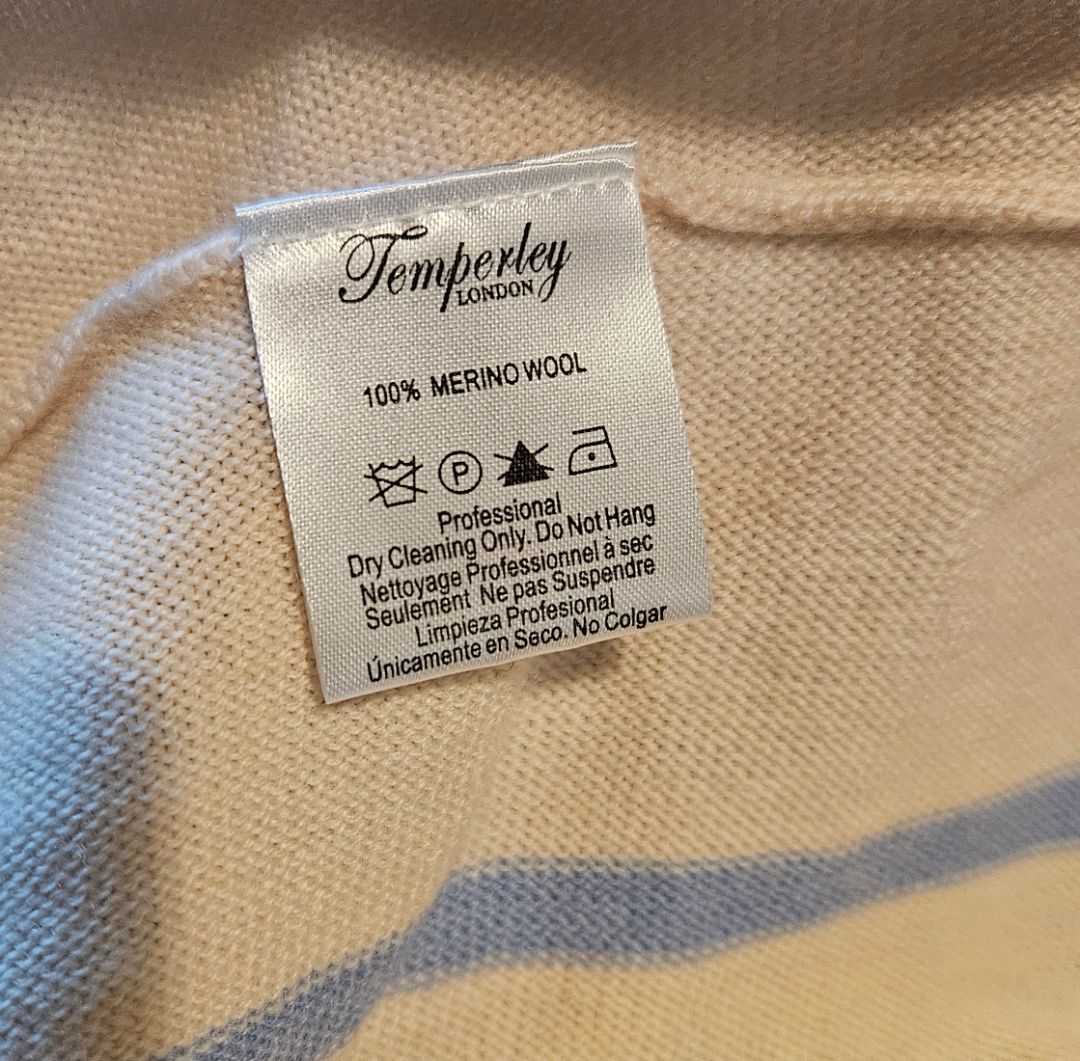 Temperley
LONDON
100% MERINO WOOL
P
Professional
Dry Cleaning Only. Do Not Hang
Nettoyage Professionnel à sec
Seulement Ne pas Suspendre
Limpieza Profesional
Únicamente en Seco. No Colgar